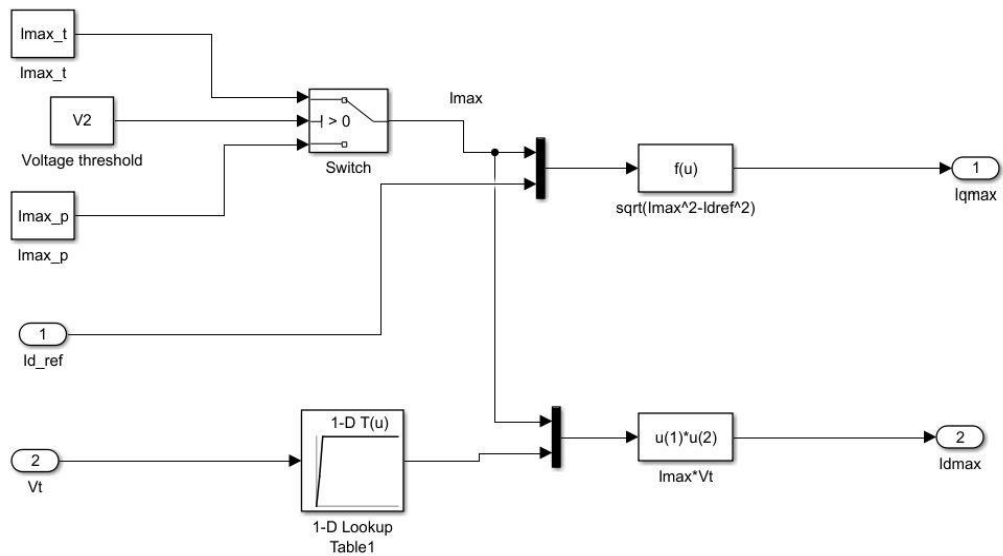 Imax_t
Imax_t
V2
Voltage threshold
Imax_p
Imax_p
> 0
Switch
Imax
f(u)
sqrt(Imax^2-Idref^2)
1
Iqmax
1
Id_ref
2
Vt
1-D T(u)
1-D Lookup
Table1
u(1)*u(2)
Imax*Vt
2
Idmax